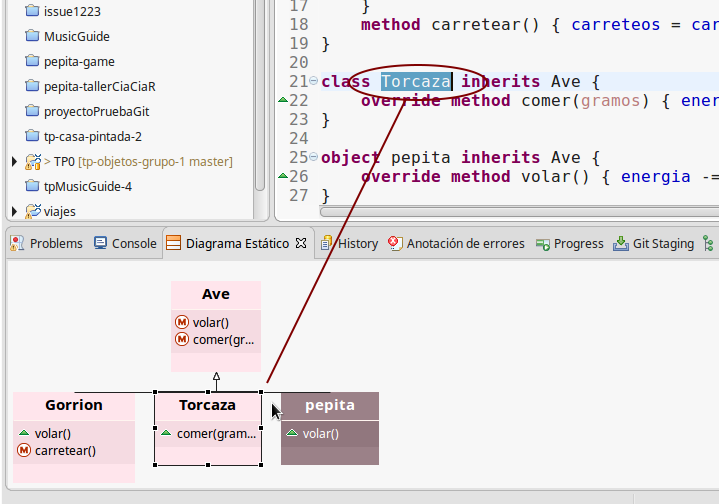 issue1223
MusicGuide
pepita-game
pepita-tallerCiaCiaR
proyectoPruebaGit
tp-casa-pintada-2
> TP0 [tp-objetos-grupo-1 master]
tpMusicGuide-4
viajes
17 }
18 method carretear() { carreteos = car
19 }
20
21 class Torcaza inherits Ave {
22 override method comer(gramos) { ener
23 }
24
25 object pepita inherits Ave {
26 override method volar() { energia -=
27 }
Problems Console Diagrama Estático History Anotación de errores Progress Git Staging
Ave
M volar()
M comer(gr...
Gorrion
volar()
M carretear()
Torcaza
comer(gram...
pepita
volar()